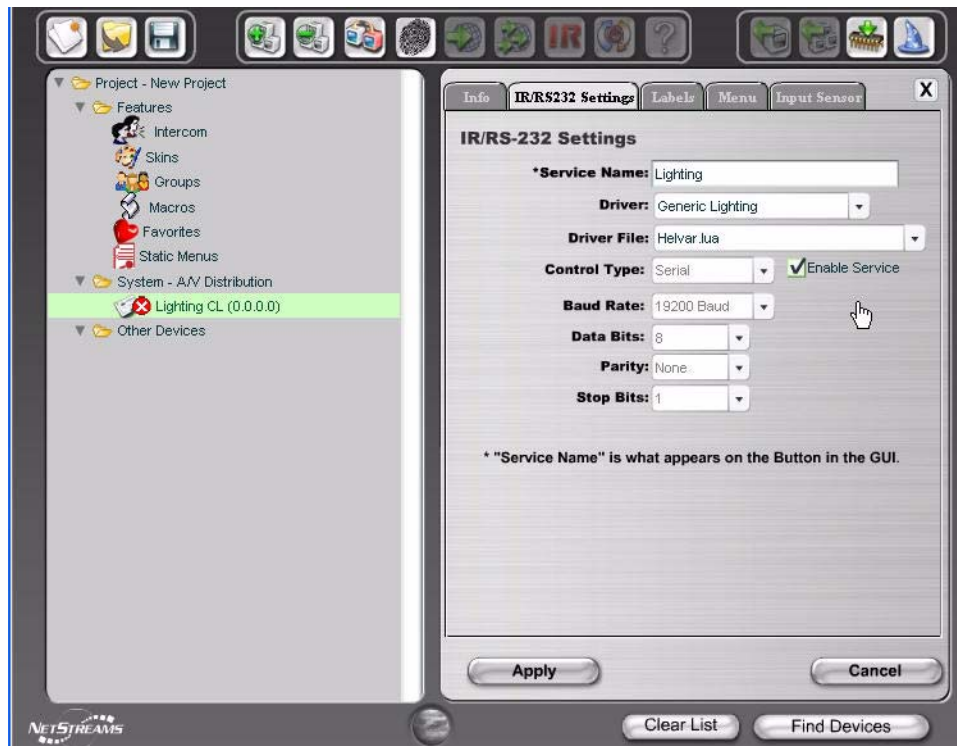 IR
?
Project - New Project
Features
Intercom
Skins
Groups
Macros
Favorites
Static Menus
System - A/V Distribution
Lighting CL (0.0.0.0)
Other Devices
Info IR/RS232 Settings Labels Menu Input Sensor X
IR/RS-232 Settings
*Service Name: Lighting
Driver: Generic Lighting
Driver File: Helvar.lua
Control Type: Serial Enable Service
Baud Rate: 19200 Baud
Data Bits: 8
Parity: None
Stop Bits: 1
* "Service Name" is what appears on the Button in the GUI.
Apply Cancel
NETSTREAMS Clear List Find Devices